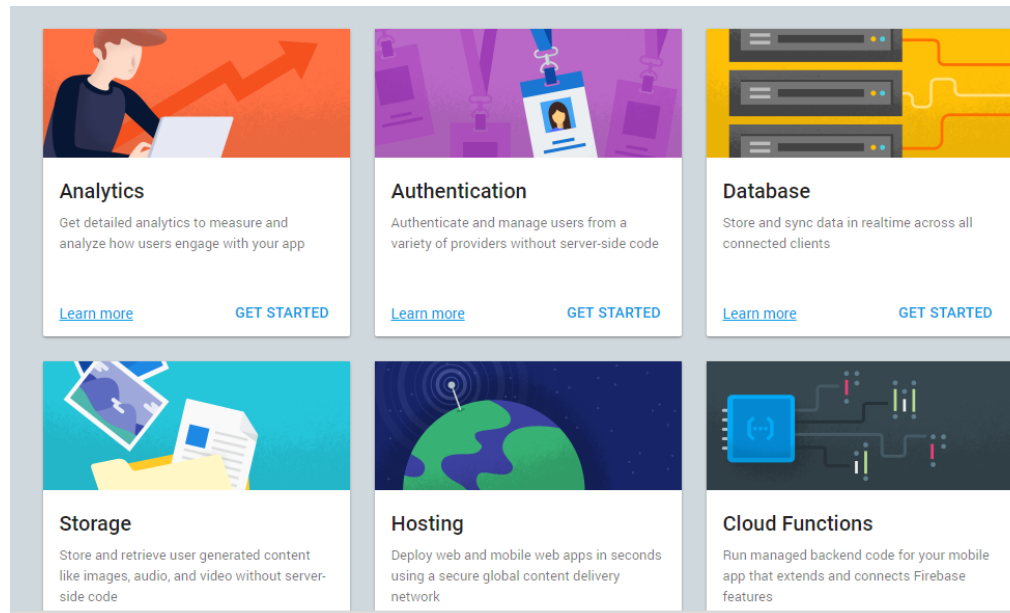 Analytics
Get detailed analytics to measure and
analyze how users engage with your app
Learn more
GET STARTED
Authentication
Authenticate and manage users from a
variety of providers without server-side code
Learn more
GET STARTED
Database
Store and sync data in realtime across all
connected clients
Learn more
GET STARTED
Storage
Store and retrieve user generated content
like images, audio, and video without server-
side code
Hosting
Deploy web and mobile web apps in seconds
using a secure global content delivery
network
Cloud Functions
Run managed backend code for your mobile
app that extends and connects Firebase
features